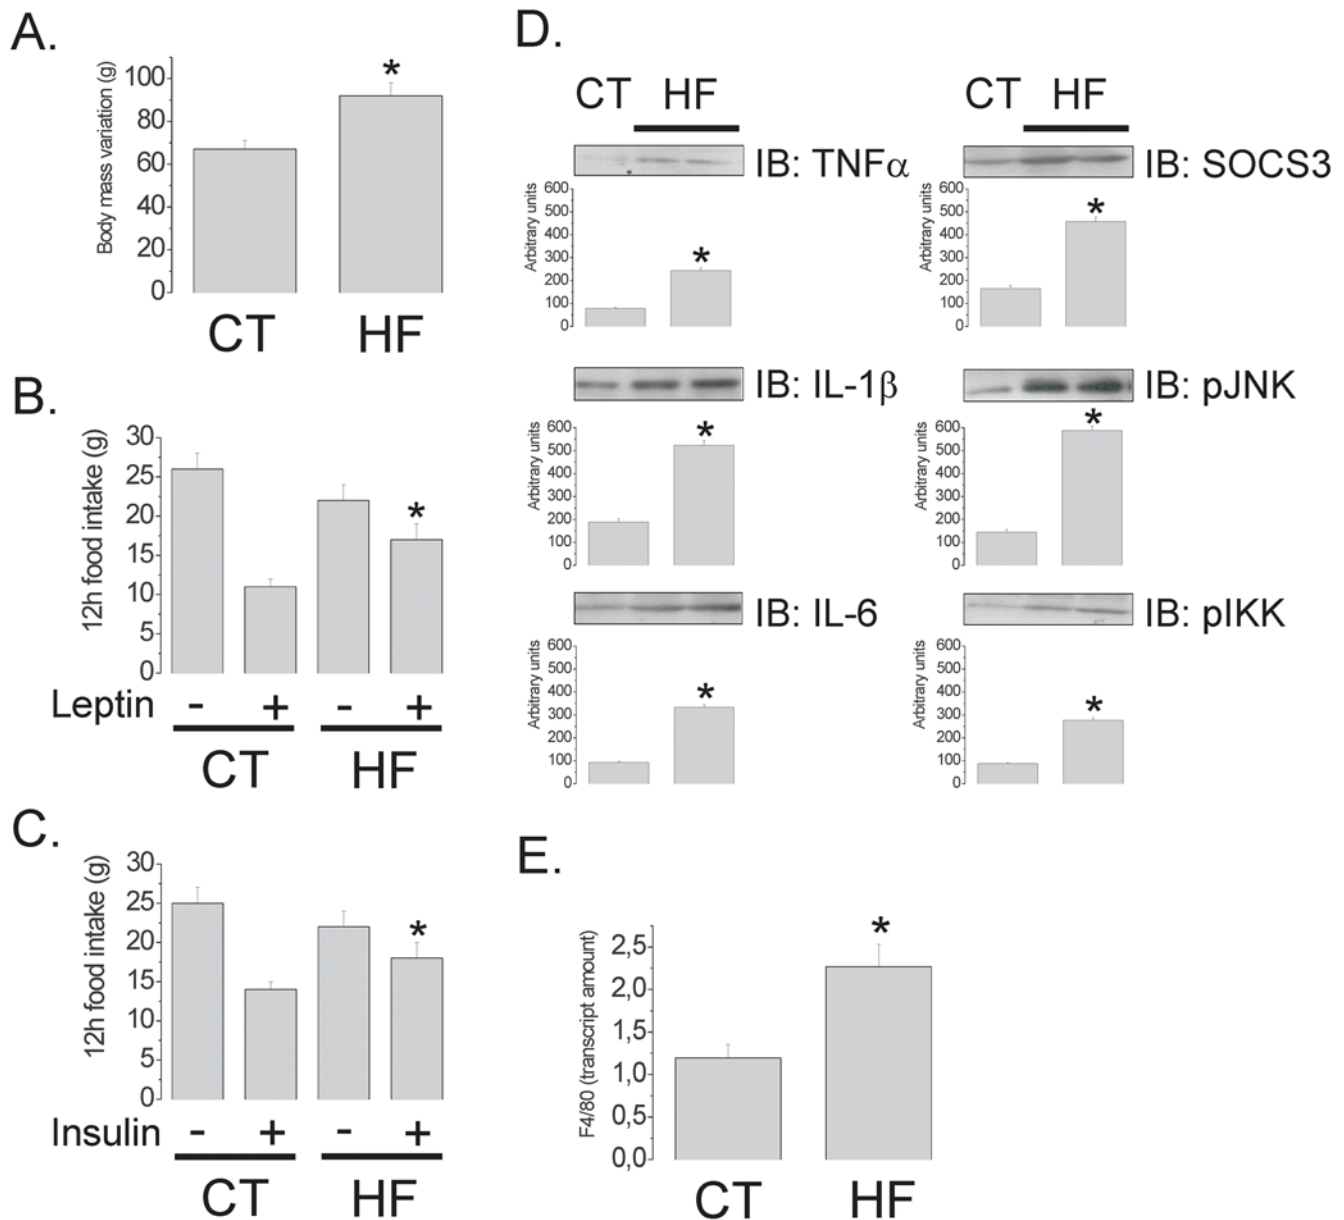 A.
Body mass variation (g)
100
80
60
40
20
0
*
CT HF
B.
12h food intake (g)
30
25
20
15
10
5
0
*
Leptin - + - +
CT HF
C.
12h food intake (g)
30
25
20
15
10
5
0
*
Insulin - + - +
CT HF
D.
CT HF
IB: TNFα
Arbitrary units
600
500
400
300
200
100
0
*
IB: IL-1β
Arbitrary units
600
500
400
300
200
100
0
*
IB: IL-6
Arbitrary units
600
500
400
300
200
100
0
*
CT HF
IB: SOCS3
Arbitrary units
600
500
400
300
200
100
0
*
IB: pJNK
Arbitrary units
600
500
400
300
200
100
0
*
IB: pIKK
Arbitrary units
600
500
400
300
200
100
0
*
E.
F4/80 (transcript amount)
2,5
2,0
1,5
1,0
0,5
0,0
*
CT HF